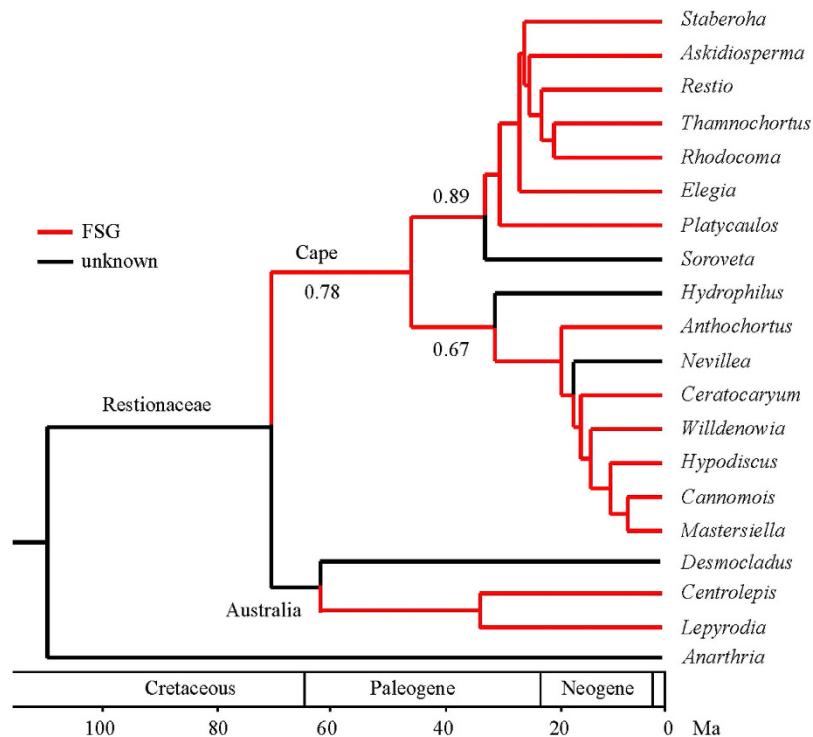 Staberoha
Askidiosperma
Restio
Thamnochortus
Rhodocoma
0.89
Elegia
Platycaulos
FSG
unknown
Cape
Soroveta
0.78
Hydrophilus
Anthochortus
0.67
Nevillea
Restionaceae
Ceratocaryum
Willdenowia
Hypodiscus
Cannomois
Mastersiella
Desmocladus
Australia
Centrolepis
Lepyrodia
Anarthria
Cretaceous Paleogene Neogene
100 80 60 40 20 0 Ma